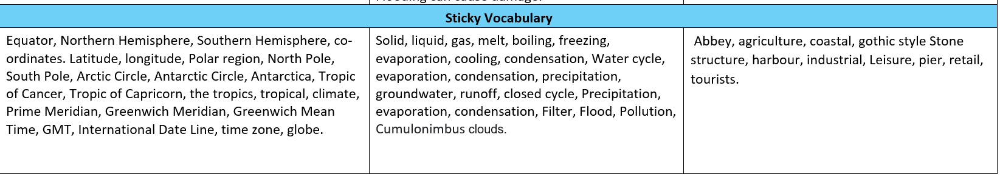 Flooding can cause damage.
Sticky Vocabulary
Equator, Northern Hemisphere, Southern Hemisphere, co-
ordinates. Latitude, longitude, Polar region, North Pole,
South Pole, Arctic Circle, Antarctic Circle, Antarctica, Tropic
of Cancer, Tropic of Capricorn, the tropics, tropical, climate,
Prime Meridian, Greenwich Meridian, Greenwich Mean
Time, GMT, International Date Line, time zone, globe.
Solid, liquid, gas, melt, boiling, freezing,
evaporation, cooling, condensation, Water cycle,
evaporation, condensation, precipitation,
groundwater, runoff, closed cycle, Precipitation,
evaporation, condensation, Filter, Flood, Pollution,
Cumulonimbus clouds.
Abbey, agriculture, coastal, gothic style Stone
structure, harbour, industrial, Leisure, pier, retail,
tourists.